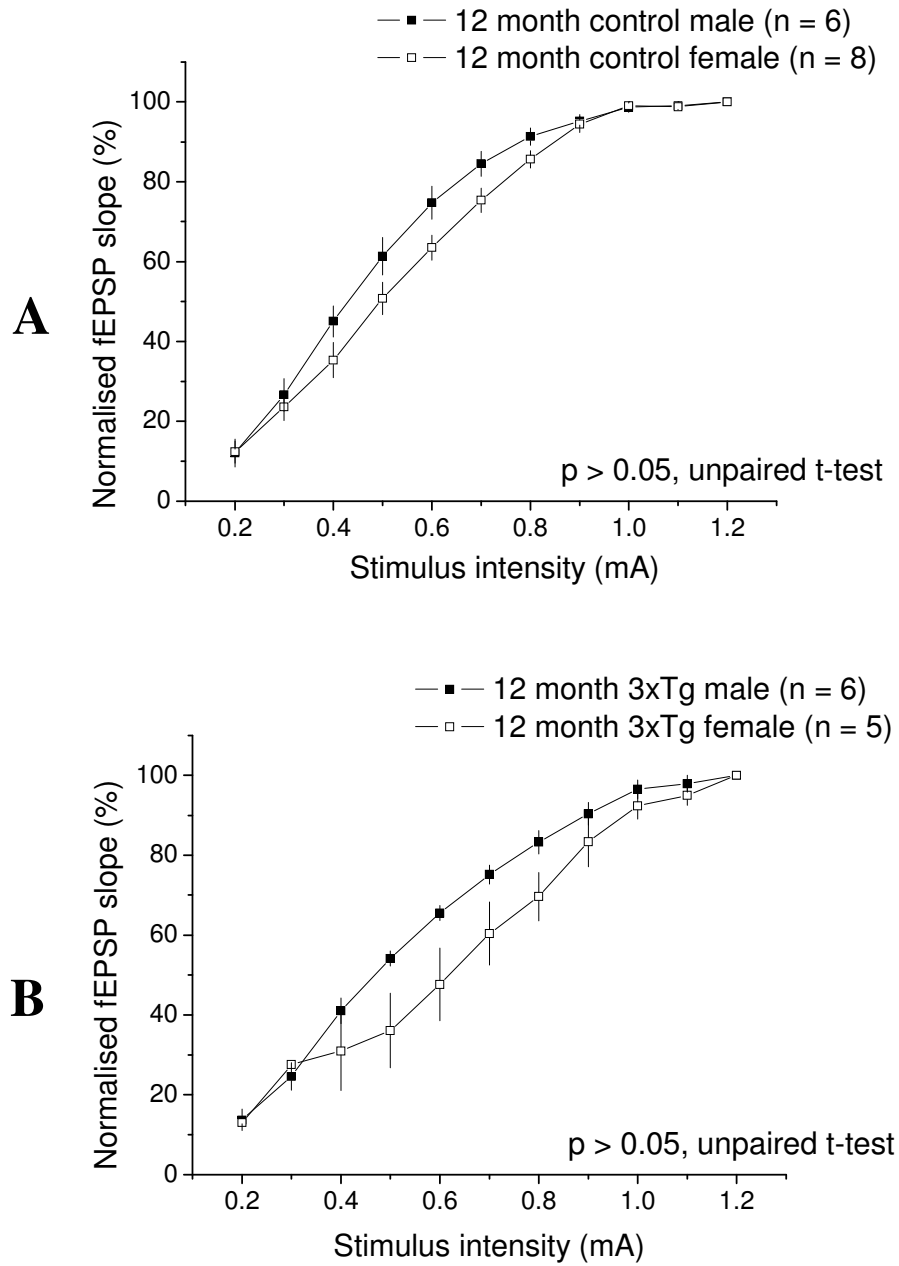 12 month control male (n = 6)
12 month control female (n = 8)
A
Normalised fEPSP slope (%)
100
80
60
40
20
0
p > 0.05, unpaired t-test
0.2 0.4 0.6 0.8 1.0 1.2
Stimulus intensity (mA)
12 month 3xTg male (n = 6)
12 month 3xTg female (n = 5)
B
Normalised fEPSP slope (%)
100
80
60
40
20
0
p > 0.05, unpaired t-test
0.2 0.4 0.6 0.8 1.0 1.2
Stimulus intensity (mA)